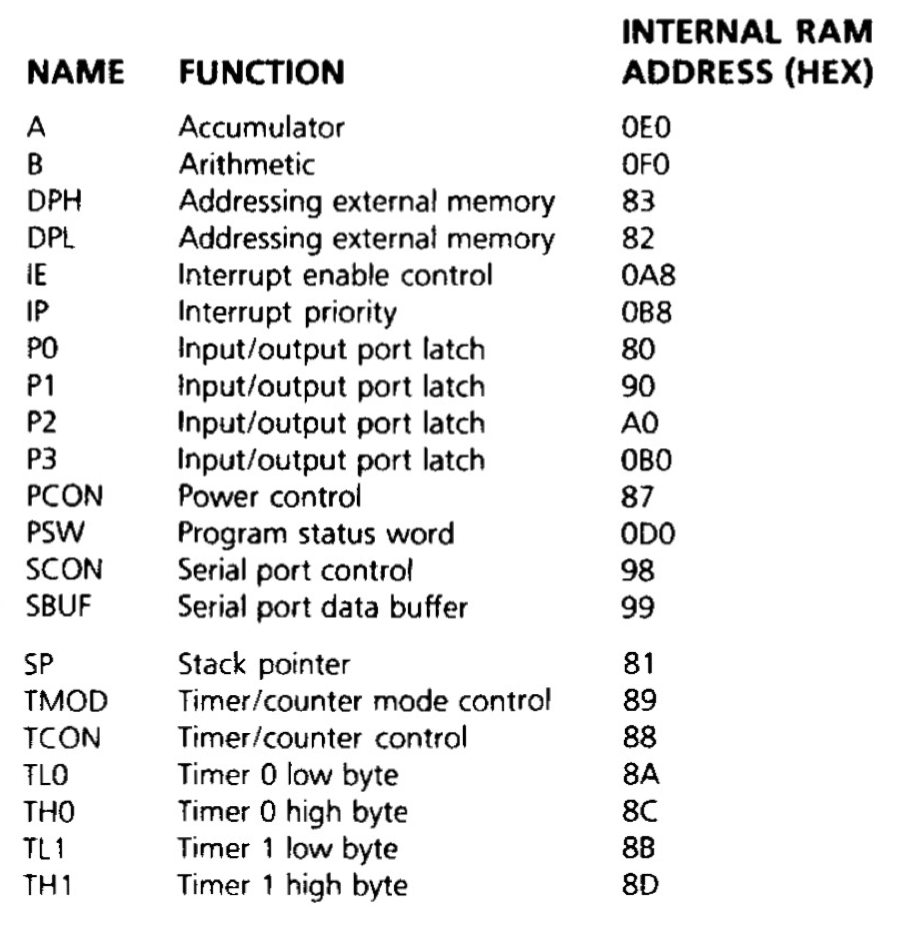 INTERNAL RAM
NAME FUNCTION ADDRESS (HEX)
A Accumulator 0E0
B Arithmetic 0F0
DPH Addressing external memory 83
DPL Addressing external memory 82
IE Interrupt enable control 0A8
IP Interrupt priority 0B8
P0 Input/output port latch 80
P1 Input/output port latch 90
P2 Input/output port latch A0
P3 Input/output port latch 0B0
PCON Power control 87
PSW Program status word 0D0
SCON Serial port control 98
SBUF Serial port data buffer 99
SP Stack pointer 81
TMOD Timer/counter mode control 89
TCON Timer/counter control 88
TL0 Timer 0 low byte 8A
TH0 Timer 0 high byte 8C
TL1 Timer 1 low byte 8B
TH1 Timer 1 high byte 8D